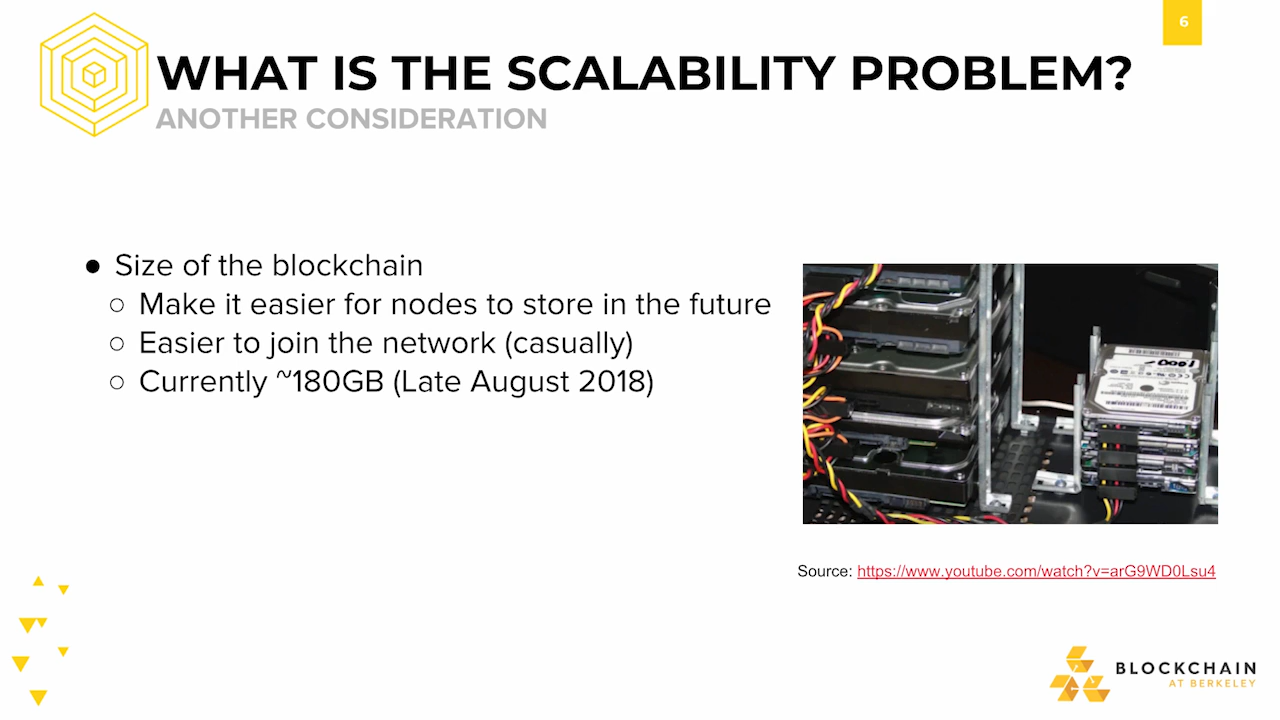 6
WHAT IS THE SCALABILITY PROBLEM?
ANOTHER CONSIDERATION
● Size of the blockchain
○ Make it easier for nodes to store in the future
○ Easier to join the network (casually)
○ Currently ~180GB (Late August 2018)
Source: https://www.youtube.com/watch?v=arG9WD0Lsu4
BLOCKCHAIN
AT BERKELEY